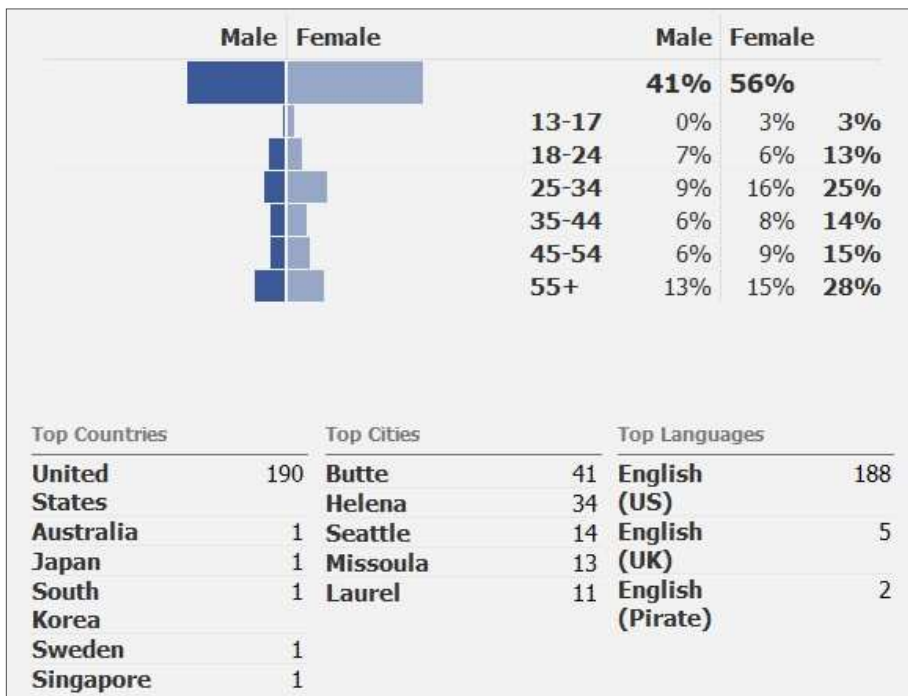 Male Female Male Female
41% 56%
13-17 0% 3% 3%
18-24 7% 6% 13%
25-34 9% 16% 25%
35-44 6% 8% 14%
45-54 6% 9% 15%
55+ 13% 15% 28%
Top Countries
United 190
States
Australia 1
Japan 1
South 1
Korea
Sweden 1
Singapore 1
Top Cities
Butte 41
Helena 34
Seattle 14
Missoula 13
Laurel 11
Top Languages
English 188
(US)
English 5
(UK)
English 2
(Pirate)